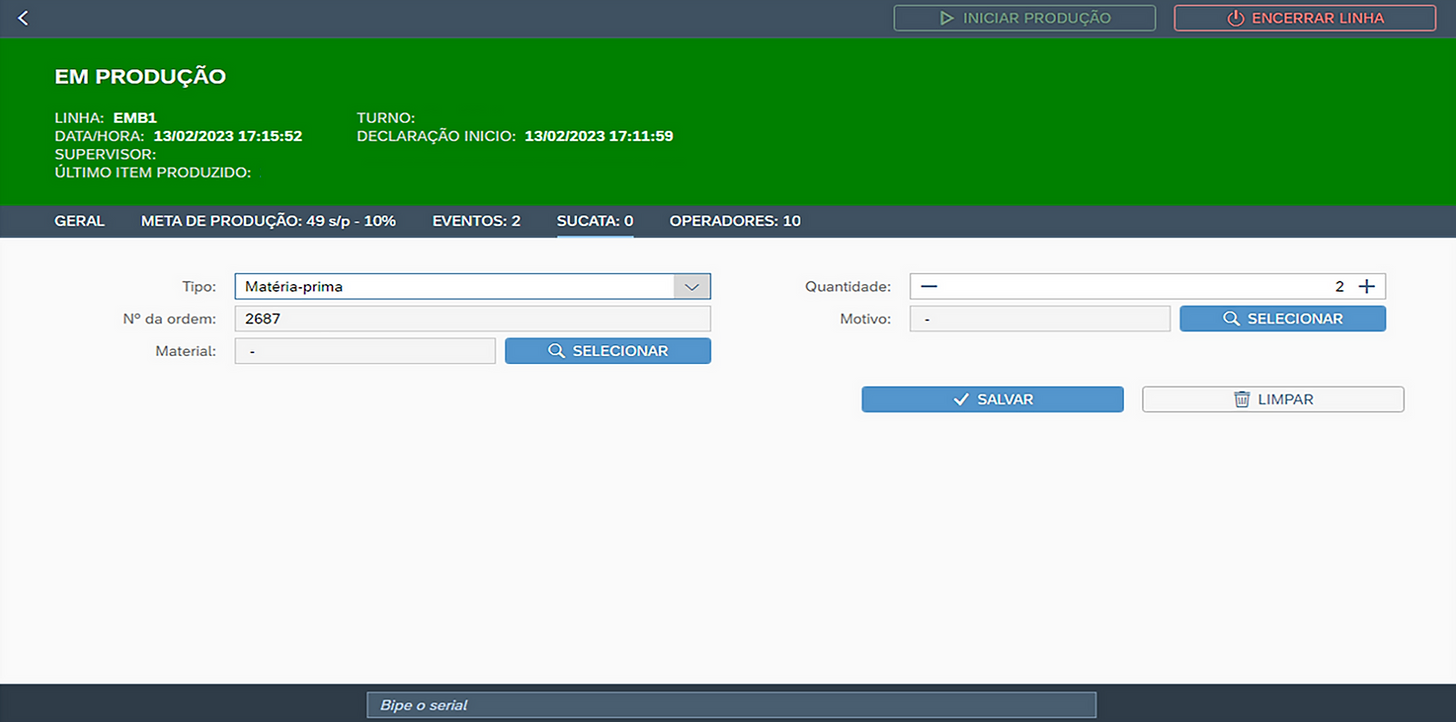 INICIAR PRODUÇÃO ENCERRAR LINHA
EM PRODUÇÃO
LINHA: EMB1 TURNO:
DATA/HORA: 13/02/2023 17:15:52 DECLARAÇÃO INICIO: 13/02/2023 17:11:59
SUPERVISOR:
ÚLTIMO ITEM PRODUZIDO:
GERAL META DE PRODUÇÃO: 49 s/p - 10% EVENTOS: 2 SUCATA: 0 OPERADORES: 10
Tipo: Matéria-prima Quantidade: 2
Nº da ordem: 2687 Motivo: - SELECIONAR
Material: - SELECIONAR
SALVAR LIMPAR
Bipe o serial